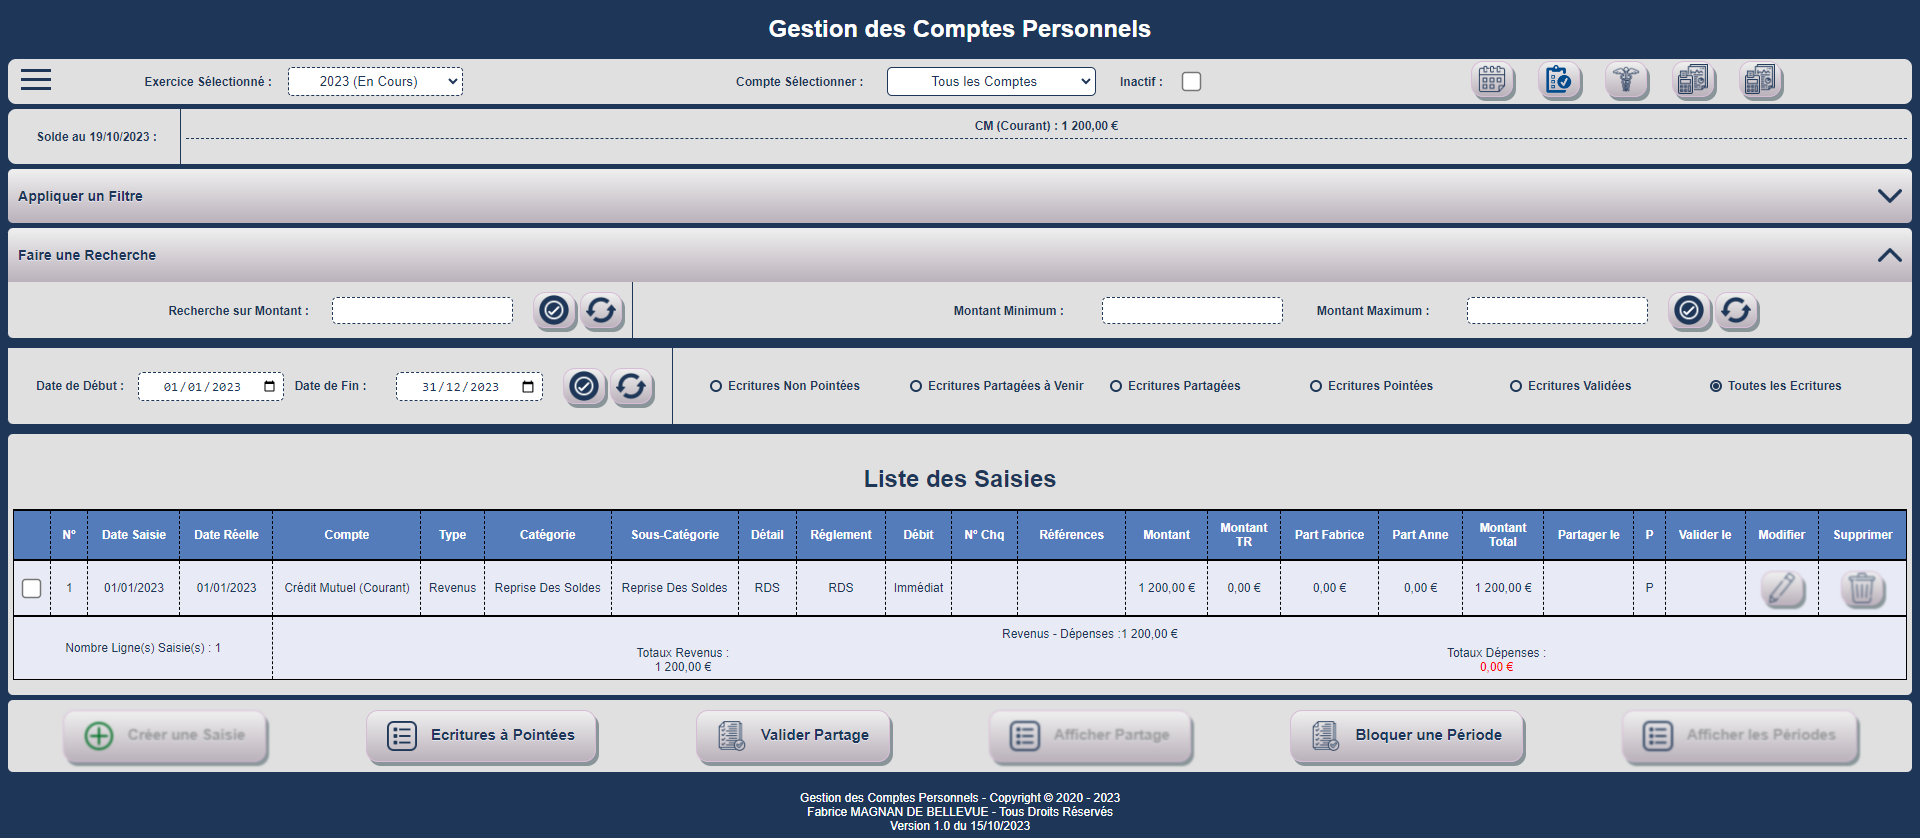 Gestion des Comptes Personnels
Exercice Sélectionné :
2023 (En Cours)
Compte Sélectionner :
Tous les Comptes
Inactif :
Solde au 19/10/2023 :
CM (Courant) : 1 200,00 €
Appliquer un Filtre
Faire une Recherche
Recherche sur Montant :
Montant Minimum :
Montant Maximum :
Date de Début :
01/01/2023
Date de Fin :
31/12/2023
Ecritures Non Pointées
Ecritures Partagées à Venir
Ecritures Partagées
Ecritures Pointées
Ecritures Validées
Toutes les Ecritures
Liste des Saisies
N° Date Saisie Date Réelle Compte Type Catégorie Sous-Catégorie Détail Réglement Débit N° Chq Références Montant Montant TR Part Fabrice Part Anne Montant Total Partager le P Valider le Modifier Supprimer
1 01/01/2023 01/01/2023 Crédit Mutuel (Courant) Revenus Reprise Des Soldes Reprise Des Soldes RDS RDS Immédiat 1 200,00 € 0,00 € 0,00 € 0,00 € 1 200,00 € P
Nombre Ligne(s) Saisie(s) : 1
Revenus - Dépenses :1 200,00 €
Totaux Revenus :
1 200,00 €
Totaux Dépenses :
0,00 €
Créer une Saisie
Ecritures à Pointées
Valider Partage
Afficher Partage
Bloquer une Période
Afficher les Périodes
Gestion des Comptes Personnels - Copyright © 2020 - 2023
Fabrice MAGNAN DE BELLEVUE - Tous Droits Réservés
Version 1.0 du 15/10/2023